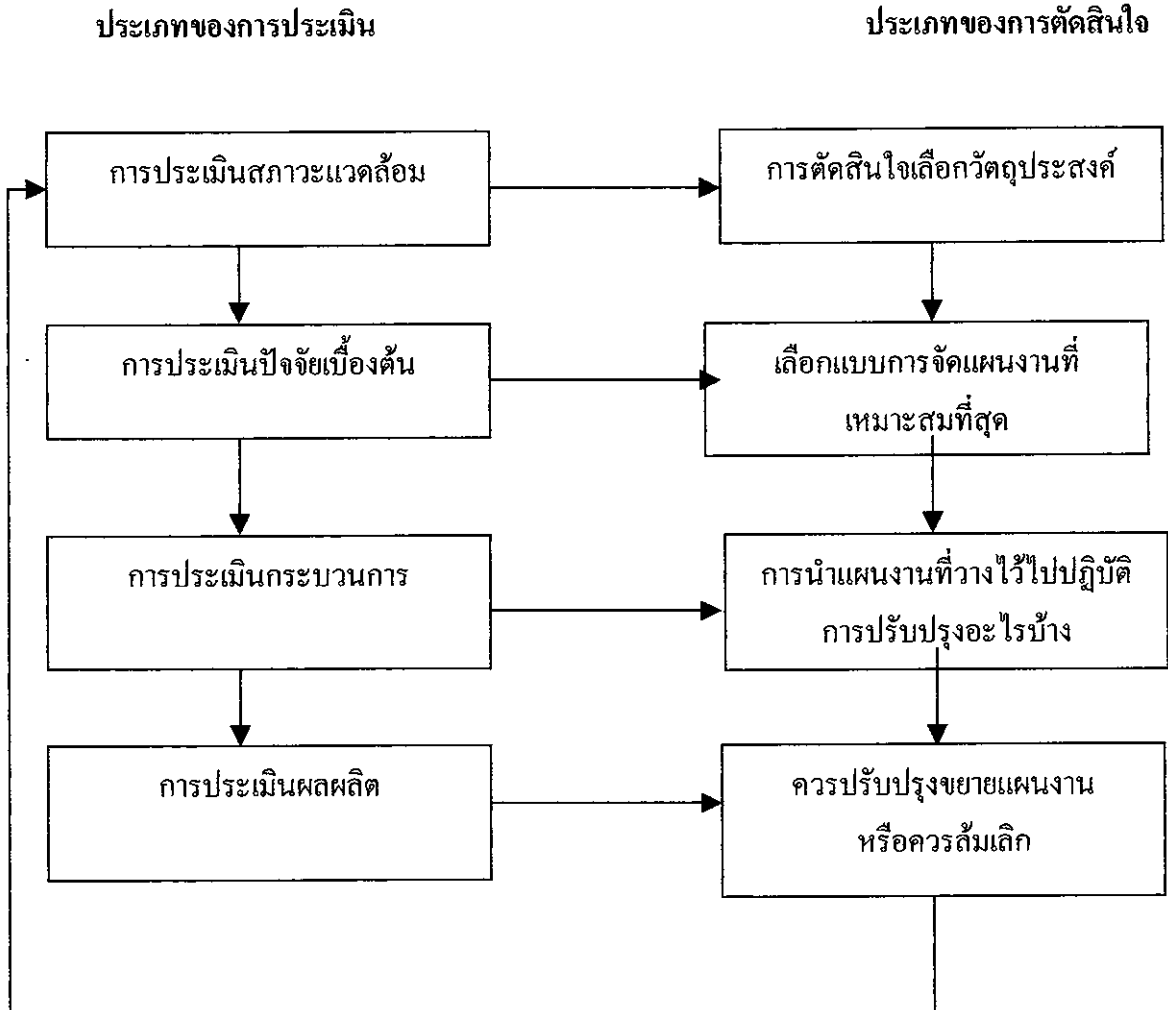 ประเภทของการประเมิน
ประเภทของการตัดสินใจ
การประเมินสภาวะแวดล้อม
การตัดสินใจเลือกวัตถุประสงค์
การประเมินปัจจัยเบื้องต้น
เลือกแบบการจัดแผนงานที่
เหมาะสมที่สุด
การประเมินกระบวนการ
การนำแผนงานที่วางไว้ไปปฏิบัติ
การปรับปรุงอะไรบ้าง
การประเมินผลผลิต
ควรปรับปรุงขยายแผนงาน
หรือควรล้มเลิก